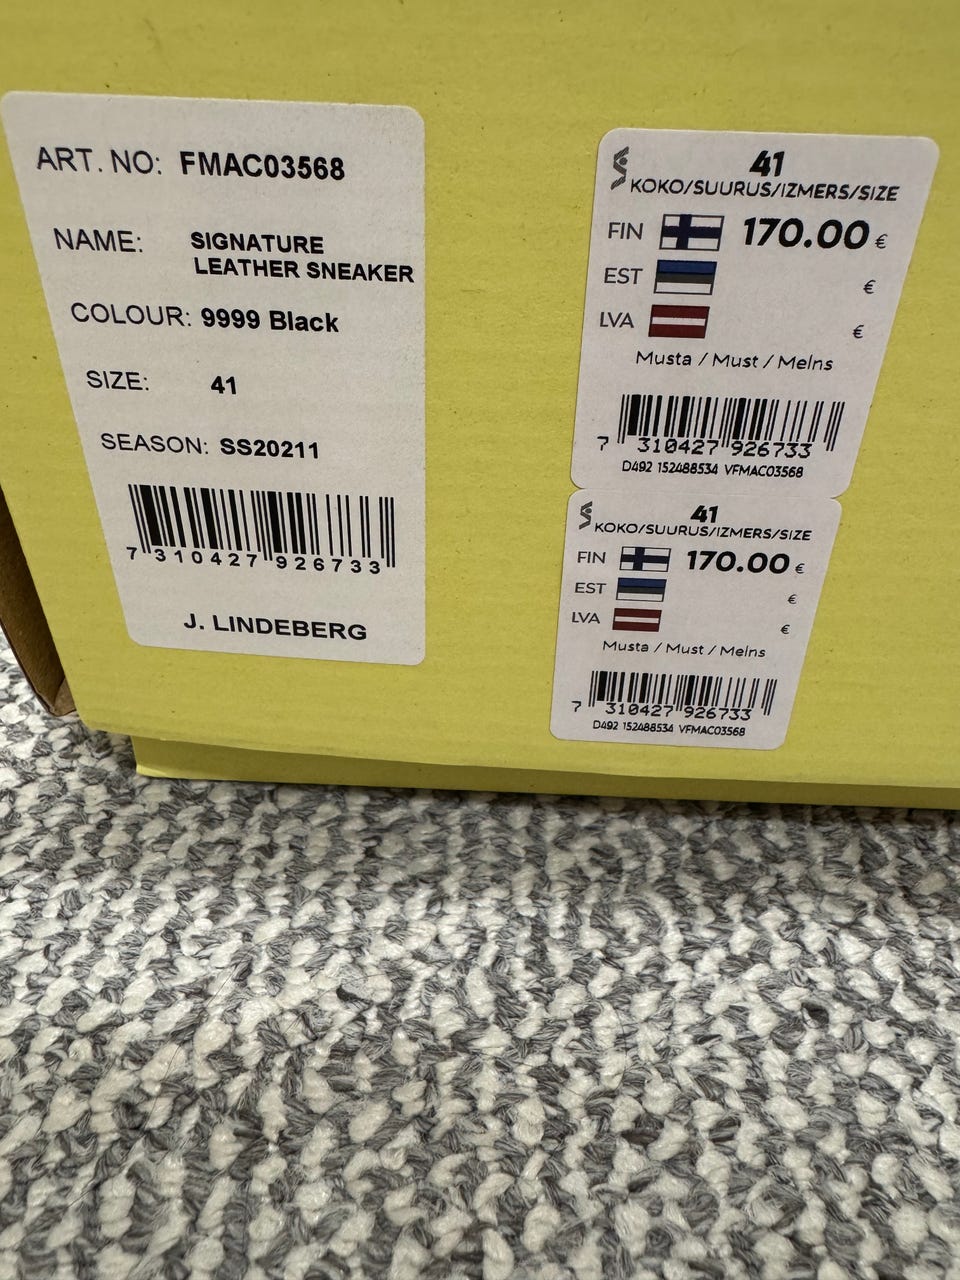 ART. NO: FMAC03568
NAME: SIGNATURE
LEATHER SNEAKER
COLOUR: 9999 Black
SIZE: 41
SEASON: SS20211
7 310427 926733
J. LINDEBERG
41
KOKO/SUURUS/IZMERS/SIZE
FIN 170.00 €
EST €
LVA €
Musta / Must / Melns
7 310427 926733
D492 152488534 VFMAC03568
41
KOKO/SUURUS/IZMERS/SIZE
FIN 170.00 €
EST €
LVA €
Musta / Must / Melns
7 310427 926733
D492 152488534 VFMAC03568